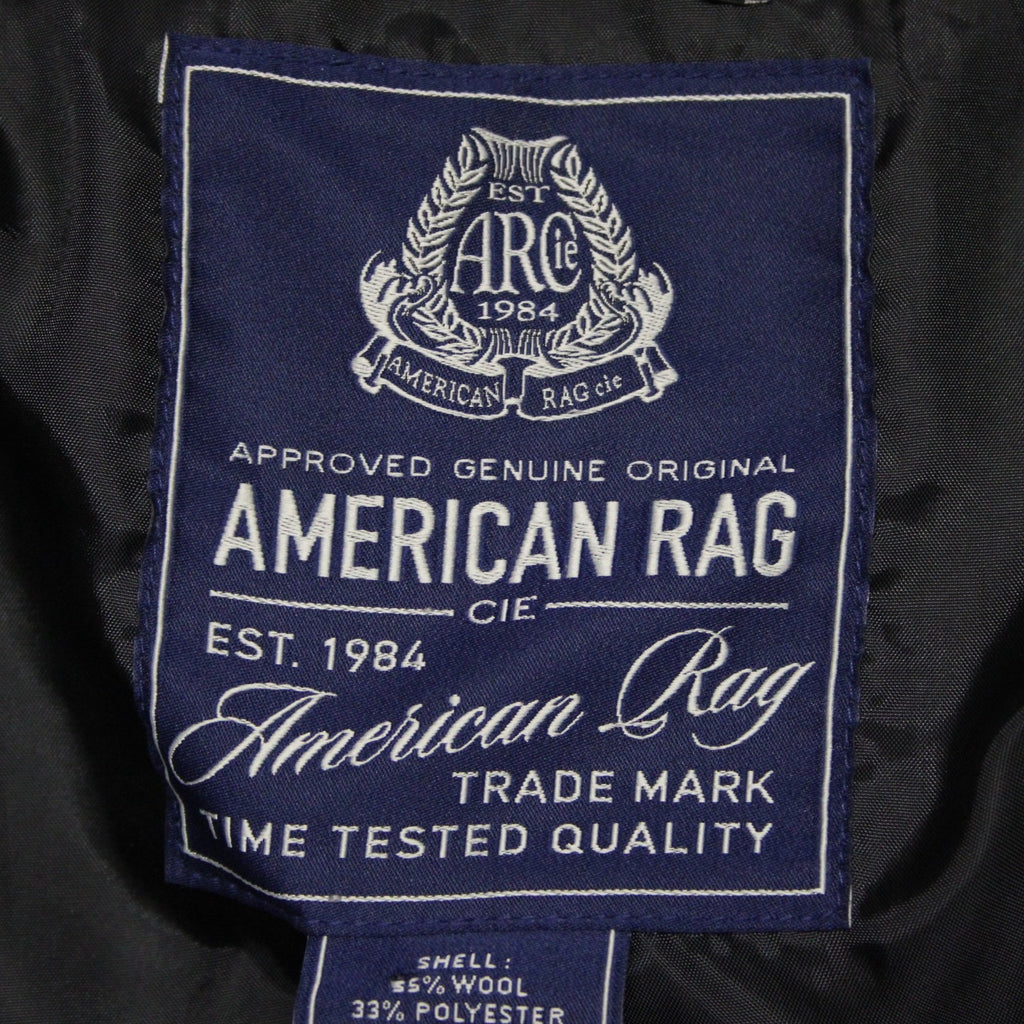 EST
ARCie
1984
AMERICAN RAG cie
APPROVED GENUINE ORIGINAL
AMERICAN RAG
CIE
EST. 1984
American Rag
TRADE MARK
TIME TESTED QUALITY
SHELL:
55% WOOL
33% POLYESTER